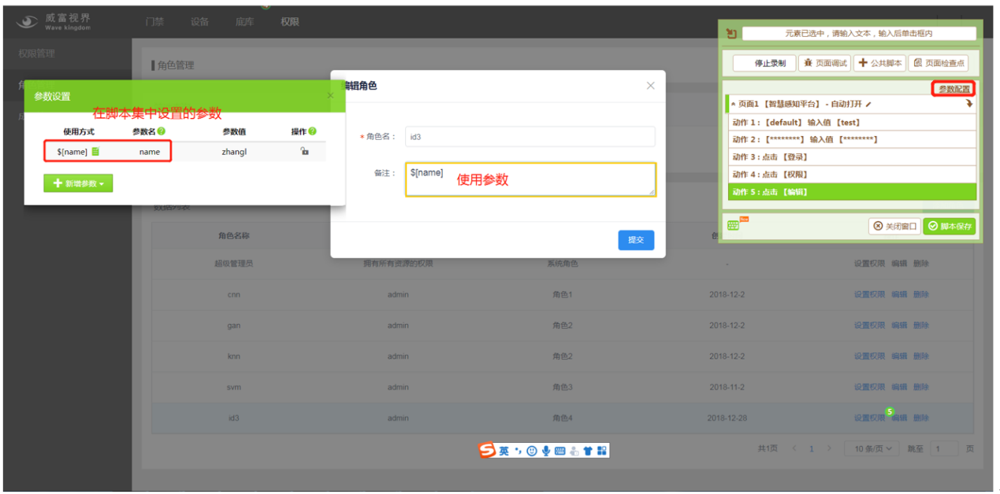 威富视界
Wave kingdom
门禁 设备 底库 权限
权限管理
角色管理
参数设置
在脚本集中设置的参数
使用方式 参数名 参数值 操作
$[name] name zhangl
新增参数
编辑角色
* 角色名： id3
备注： $[name]
使用参数
提交
元素已选中，请输入文本，输入后单击框内
停止录制 页面调试 公共脚本 页面检查点
参数配置
页面1 【智慧感知平台】 - 自动打开
动作 1：【default】 输入值 【test】
动作 2：【********】 输入值 【********】
动作 3：点击 【登录】
动作 4：点击 【权限】
动作 5：点击 【编辑】
New
关闭窗口 脚本保存
数据列表
角色名称
超级管理员 拥有所有资源的权限 系统角色 - 设置权限 编辑 删除
cnn admin 角色1 2018-12-2 设置权限 编辑 删除
gan admin 角色2 2018-12-2 设置权限 编辑 删除
knn admin 角色2 2018-12-2 设置权限 编辑 删除
svm admin 角色3 2018-11-2 设置权限 编辑 删除
id3 admin 角色4 2018-12-28 设置权限 5 编辑 删除
S 英
共1页 < 1 > 10 条/页 跳至 1 页